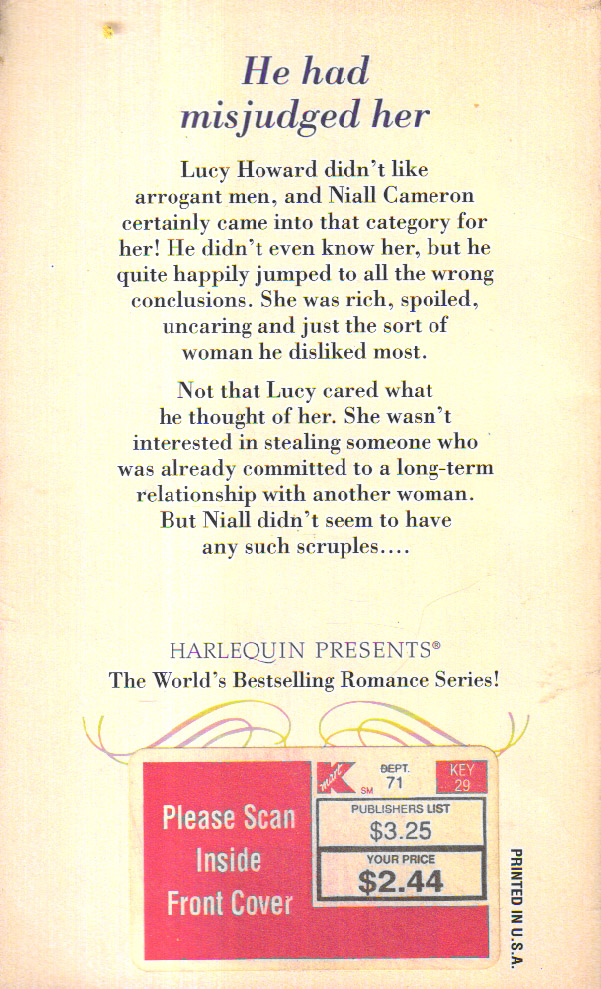 He had
misjudged her
Lucy Howard didn't like
arrogant men, and Niall Cameron
certainly came into that category for
her! He didn't even know her, but he
quite happily jumped to all the wrong
conclusions. She was rich, spoiled,
uncaring and just the sort of
woman he disliked most.
Not that Lucy cared what
he thought of her. She wasn't
interested in stealing someone who
was already committed to a long-term
relationship with another woman.
But Niall didn't seem to have
any such scruples....
HARLEQUIN PRESENTS®
The World's Bestselling Romance Series!
Please Scan
Inside
Front Cover
Kmart SM
DEPT.
71
KEY
29
PUBLISHERS LIST
$3.25
YOUR PRICE
$2.44
PRINTED IN U.S.A.